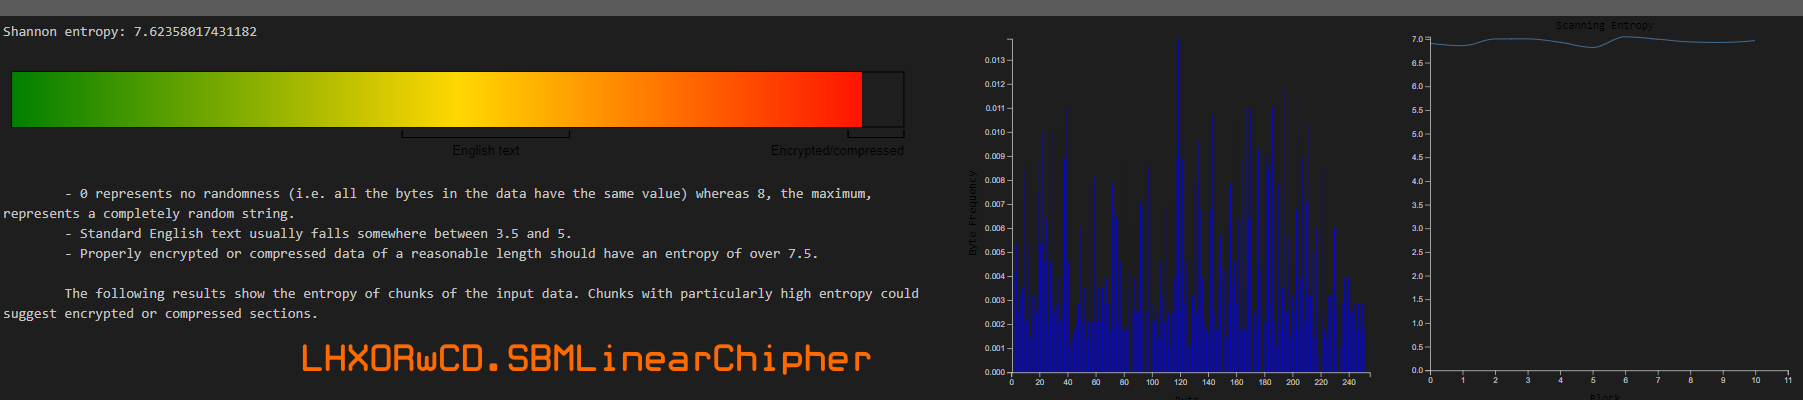 Shannon entropy: 7.62358017431182
English text
Encrypted/compressed
- 0 represents no randomness (i.e. all the bytes in the data have the same value) whereas 8, the maximum,
represents a completely random string.
- Standard English text usually falls somewhere between 3.5 and 5.
- Properly encrypted or compressed data of a reasonable length should have an entropy of over 7.5.
The following results show the entropy of chunks of the input data. Chunks with particularly high entropy could
suggest encrypted or compressed sections.
LHXORwCD.SBMLinearChipher
Byte Frequency
0.013
0.012
0.011
0.010
0.009
0.008
0.007
0.006
0.005
0.004
0.003
0.002
0.001
0.000
0 20 40 60 80 100 120 140 160 180 200 220 240
Byte
Scanning Entropy
7.0
6.5
6.0
5.5
5.0
4.5
4.0
3.5
3.0
2.5
2.0
1.5
1.0
0.5
0.0
0 1 2 3 4 5 6 7 8 9 10 11
Block